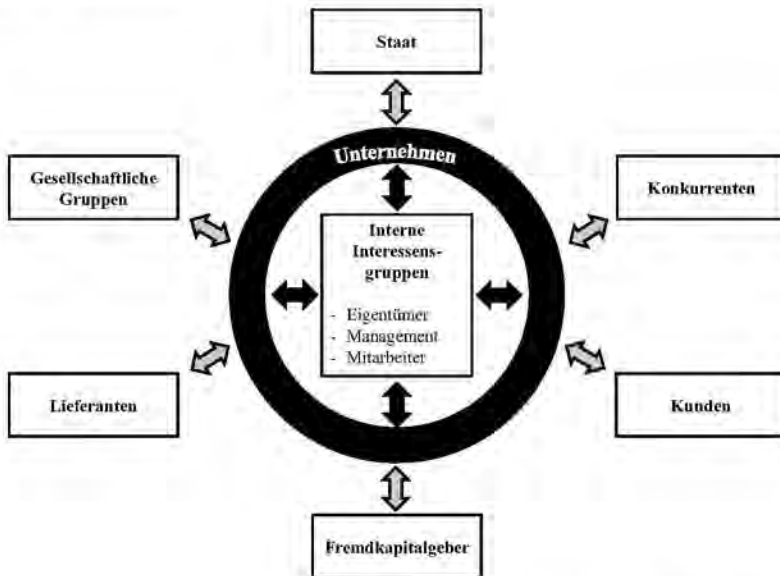 Staat
Unternehmen
Gesellschaftliche
Gruppen
Konkurrenten
Interne
Interessens-
gruppen
- Eigentümer
- Management
- Mitarbeiter
Lieferanten
Kunden
Fremdkapitalgeber